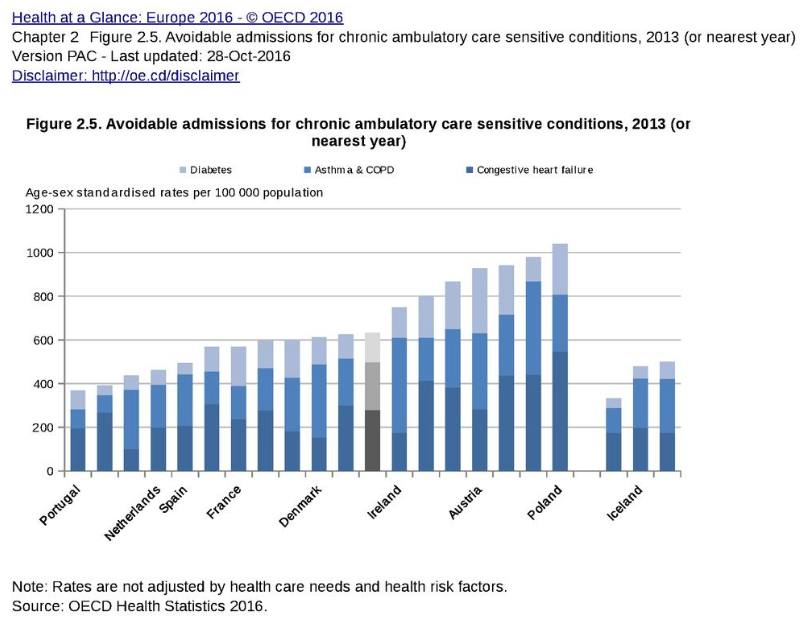 Health at a Glance: Europe 2016 - © OECD 2016
Chapter 2 Figure 2.5. Avoidable admissions for chronic ambulatory care sensitive conditions, 2013 (or nearest year)
Version PAC - Last updated: 28-Oct-2016
Disclaimer: http://oe.cd/disclaimer
Figure 2.5. Avoidable admissions for chronic ambulatory care sensitive conditions, 2013 (or
nearest year)
Diabetes Asthma & COPD Congestive heart failure
Age-sex standardised rates per 100 000 population
1200
1000
800
600
400
200
0
Portugal Netherlands Spain France Denmark Ireland Austria Poland Iceland
Note: Rates are not adjusted by health care needs and health risk factors.
Source: OECD Health Statistics 2016.